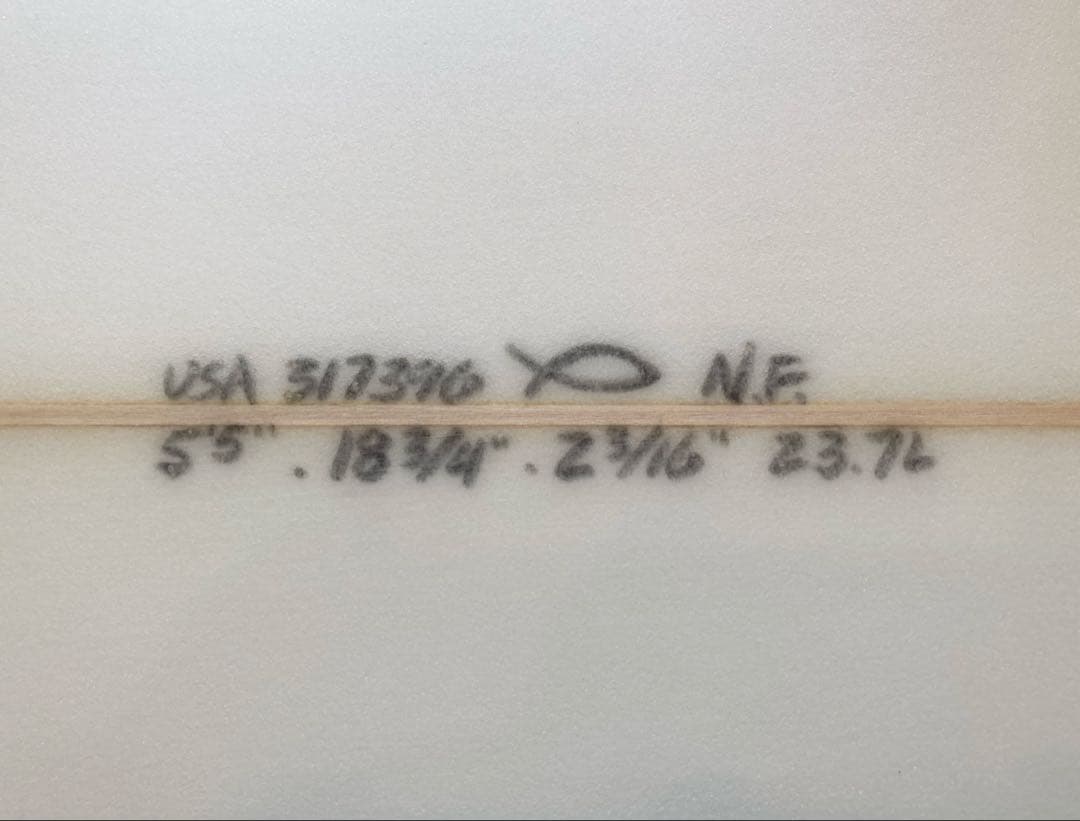 USA 317396 N.F.
5'5" . 18 3/4" . 2 3/16" 23.76